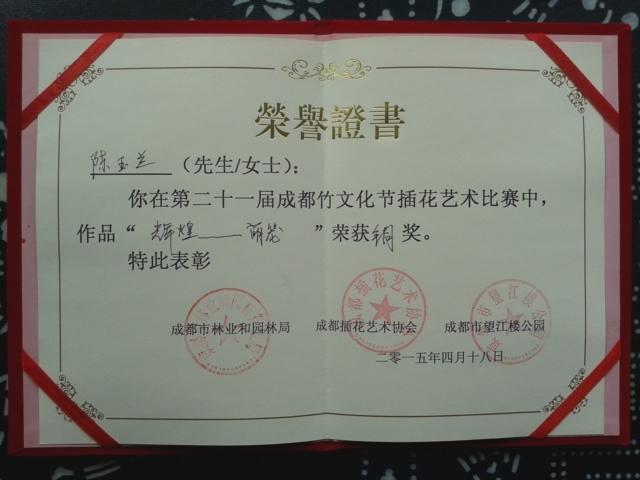 榮譽證書
陈玉兰（先生/女士）：
你在第二十一届成都竹文化节插花艺术比赛中，
作品“辉煌——萌芽”荣获铜奖。
特此表彰
成都市林业和园林局 成都插花艺术协会 成都市望江楼公园
二零一五年四月十八日